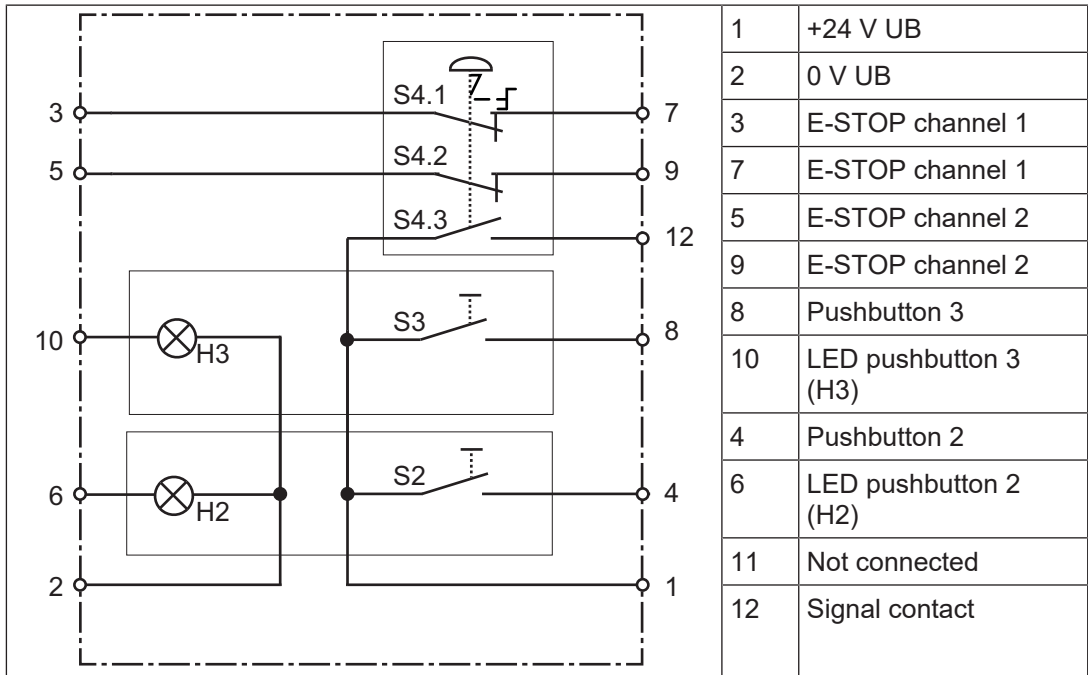 S4.1
3
7
S4.2
5
9
S4.3
12
S3
10
8
H3
S2
6
4
H2
2
1
1 +24 V UB
2 0 V UB
3 E-STOP channel 1
7 E-STOP channel 1
5 E-STOP channel 2
9 E-STOP channel 2
8 Pushbutton 3
10 LED pushbutton 3
(H3)
4 Pushbutton 2
6 LED pushbutton 2
(H2)
11 Not connected
12 Signal contact